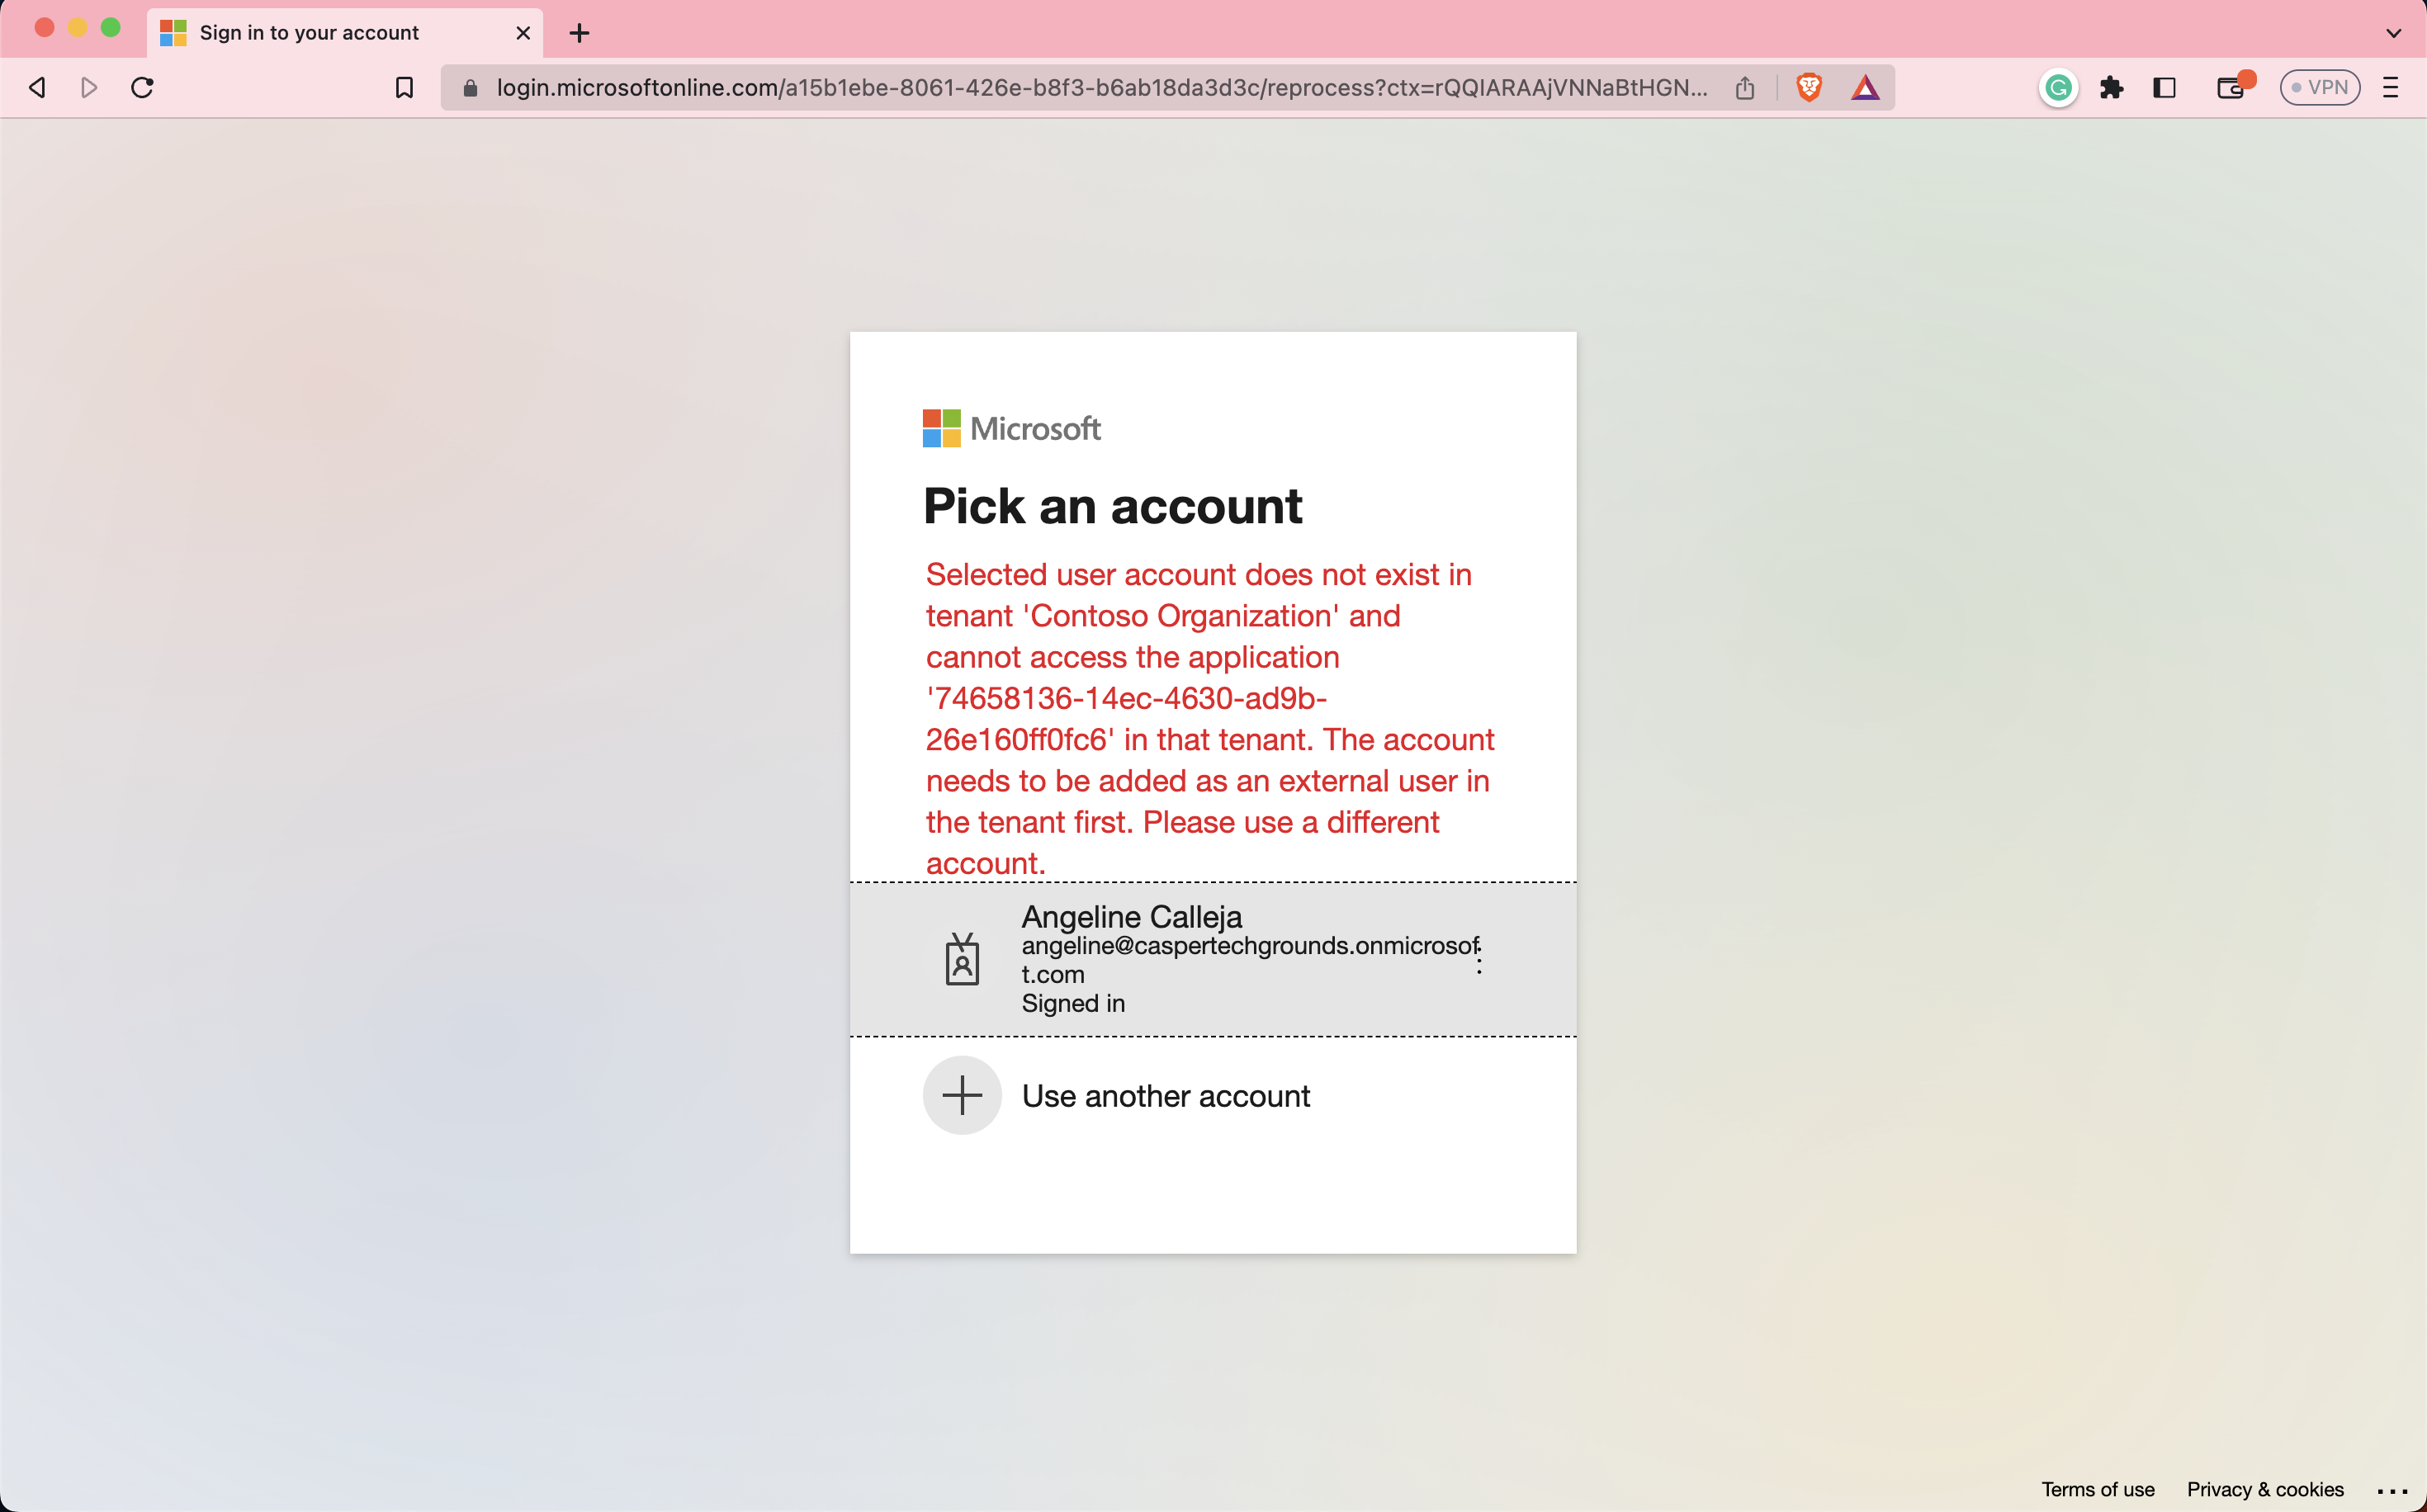 Sign in to your account
login.microsoftonline.com/a15b1ebe-8061-426e-b8f3-b6ab18da3d3c/reprocess?ctx=rQQIARAAjVNNaBtHGN...
VPN
Microsoft
Pick an account
Selected user account does not exist in
tenant 'Contoso Organization' and
cannot access the application
'74658136-14ec-4630-ad9b-
26e160ff0fc6' in that tenant. The account
needs to be added as an external user in
the tenant first. Please use a different
account.
Angeline Calleja
angeline@caspertechgrounds.onmicrosof
t.com
Signed in
Use another account
Terms of use Privacy & cookies ...